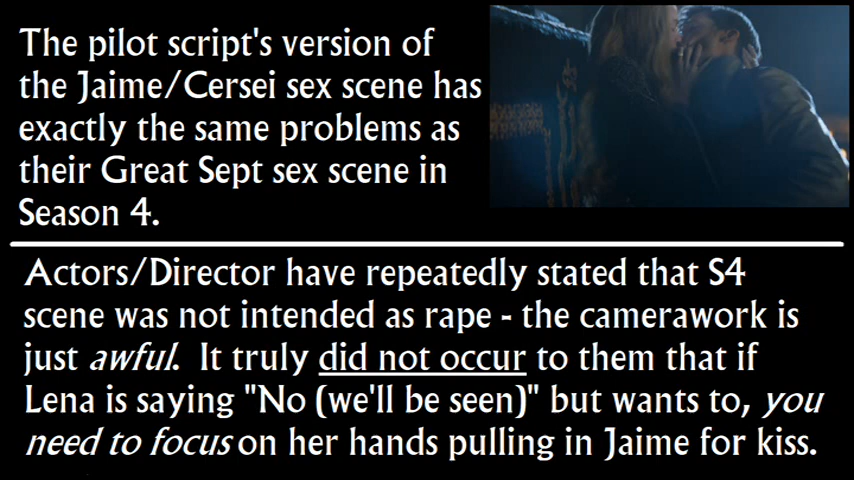 The pilot script's version of
the Jaime/Cersei sex scene has
exactly the same problems as
their Great Sept sex scene in
Season 4.
Actors/Director have repeatedly stated that S4
scene was not intended as rape - the camerawork is
just awful.  It truly did not occur to them that if
Lena is saying "No (we'll be seen)" but wants to, you
need to focus on her hands pulling in Jaime for kiss.